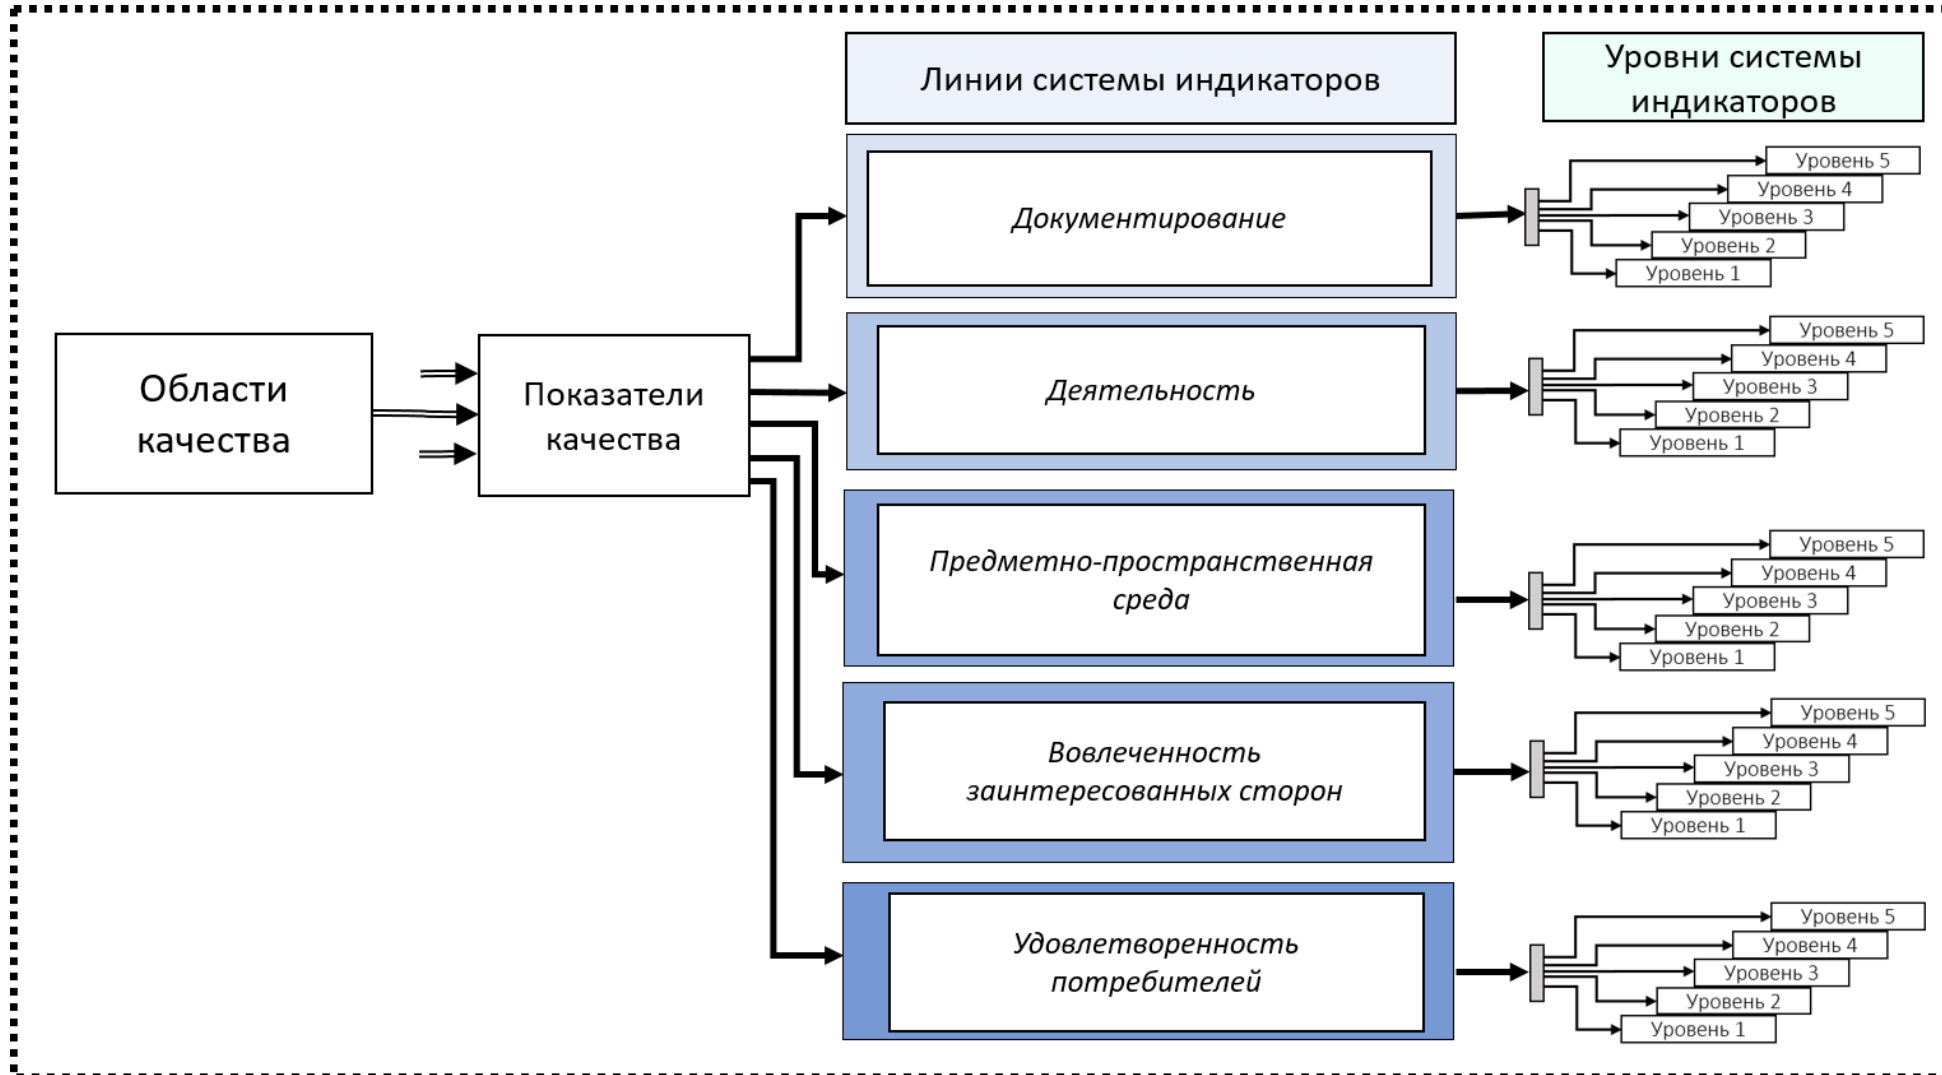 Линии системы индикаторов
Уровни системы
индикаторов
Области
качества
Показатели
качества
Документирование
Уровень 5
Уровень 4
Уровень 3
Уровень 2
Уровень 1
Деятельность
Уровень 5
Уровень 4
Уровень 3
Уровень 2
Уровень 1
Предметно-пространственная
среда
Уровень 5
Уровень 4
Уровень 3
Уровень 2
Уровень 1
Вовлеченность
заинтересованных сторон
Уровень 5
Уровень 4
Уровень 3
Уровень 2
Уровень 1
Удовлетворенность
потребителей
Уровень 5
Уровень 4
Уровень 3
Уровень 2
Уровень 1